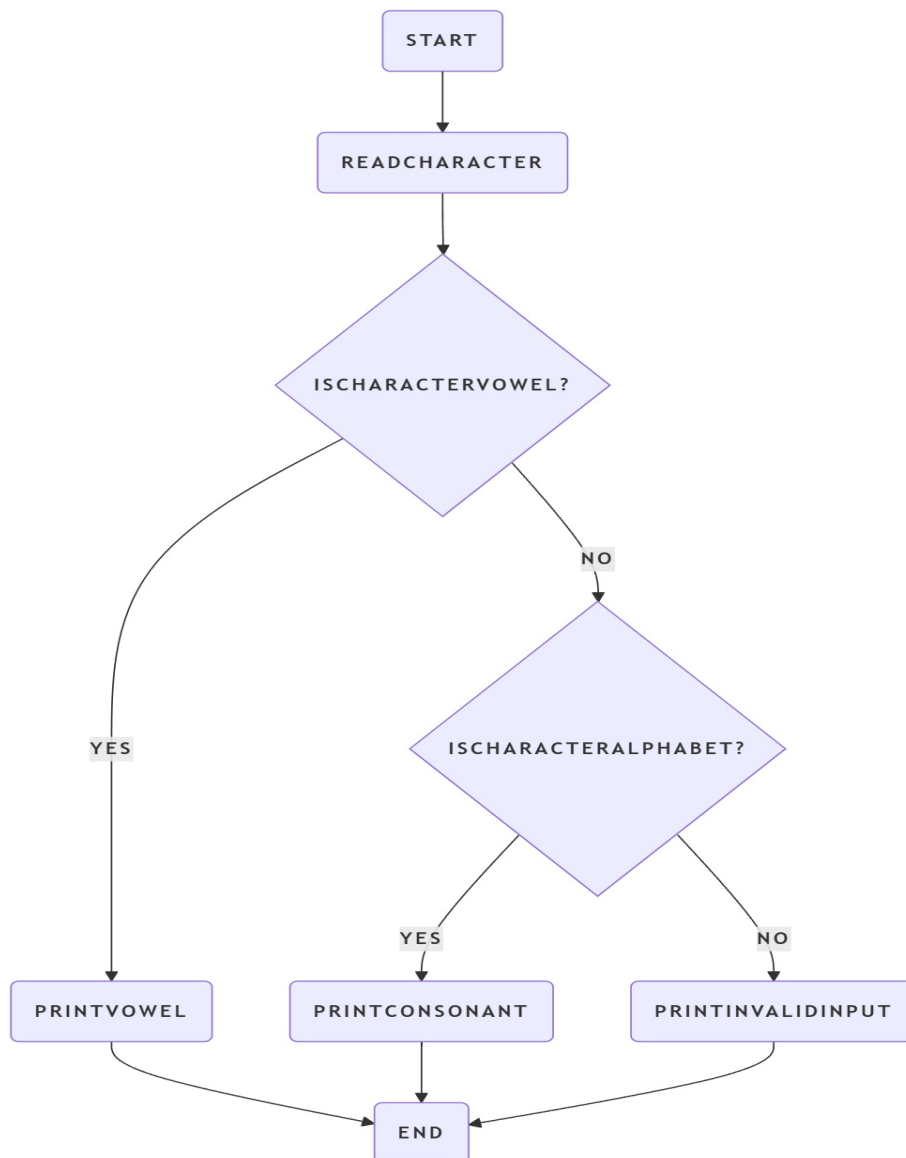 START
READCHARACTER
ISCHARACTERVOWEL?
NO
YES
ISCHARACTERALPHABET?
YES
NO
PRINTVOWEL
PRINTCONSONANT
PRINTINVALIDINPUT
END